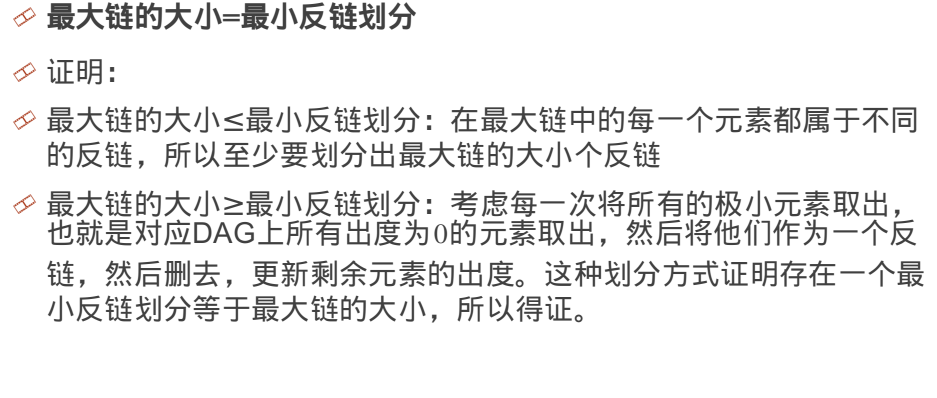 最大链的大小=最小反链划分
证明：
最大链的大小≤最小反链划分：在最大链中的每一个元素都属于不同
的反链，所以至少要划分出最大链的大小个反链
最大链的大小≥最小反链划分：考虑每一次将所有的极小元素取出，
也就是对应DAG上所有出度为0的元素取出，然后将他们作为一个反
链，然后删去，更新剩余元素的出度。这种划分方式证明存在一个最
小反链划分等于最大链的大小，所以得证。